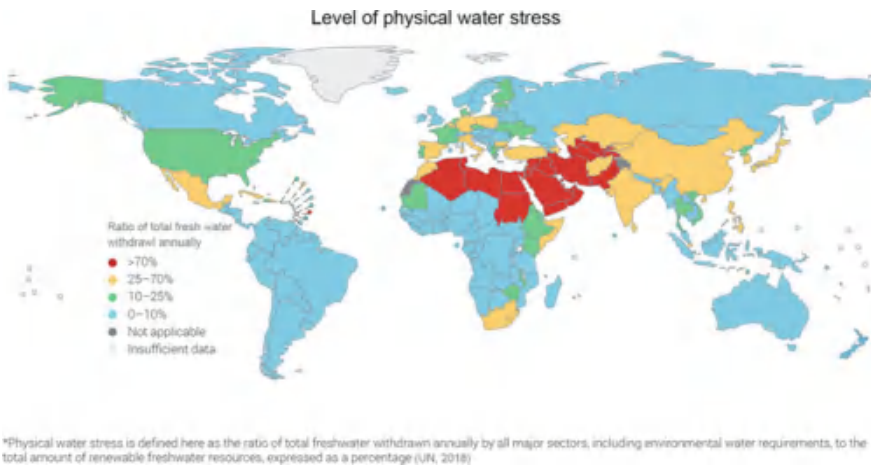 Level of physical water stress
Ratio of total fresh water
withdrawl annually
>70%
25–70%
10–25%
0–10%
Not applicable
Insufficient data
*Physical water stress is defined here as the ratio of total freshwater withdrawn annually by all major sectors, including environmental water requirements, to the
total amount of renewable freshwater resources, expressed as a percentage (UN, 2018)